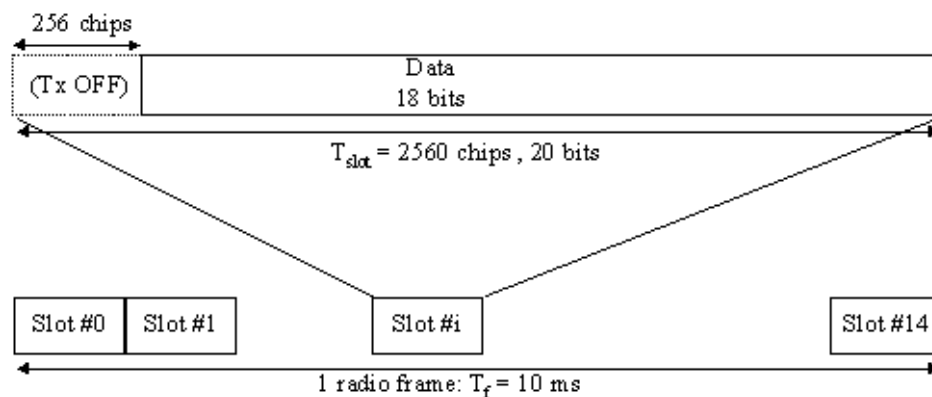 256 chips
(Tx OFF)
Data
18 bits
Tslot = 2560 chips , 20 bits
Slot #0
Slot #1
Slot #i
Slot #14
1 radio frame: Tf = 10 ms